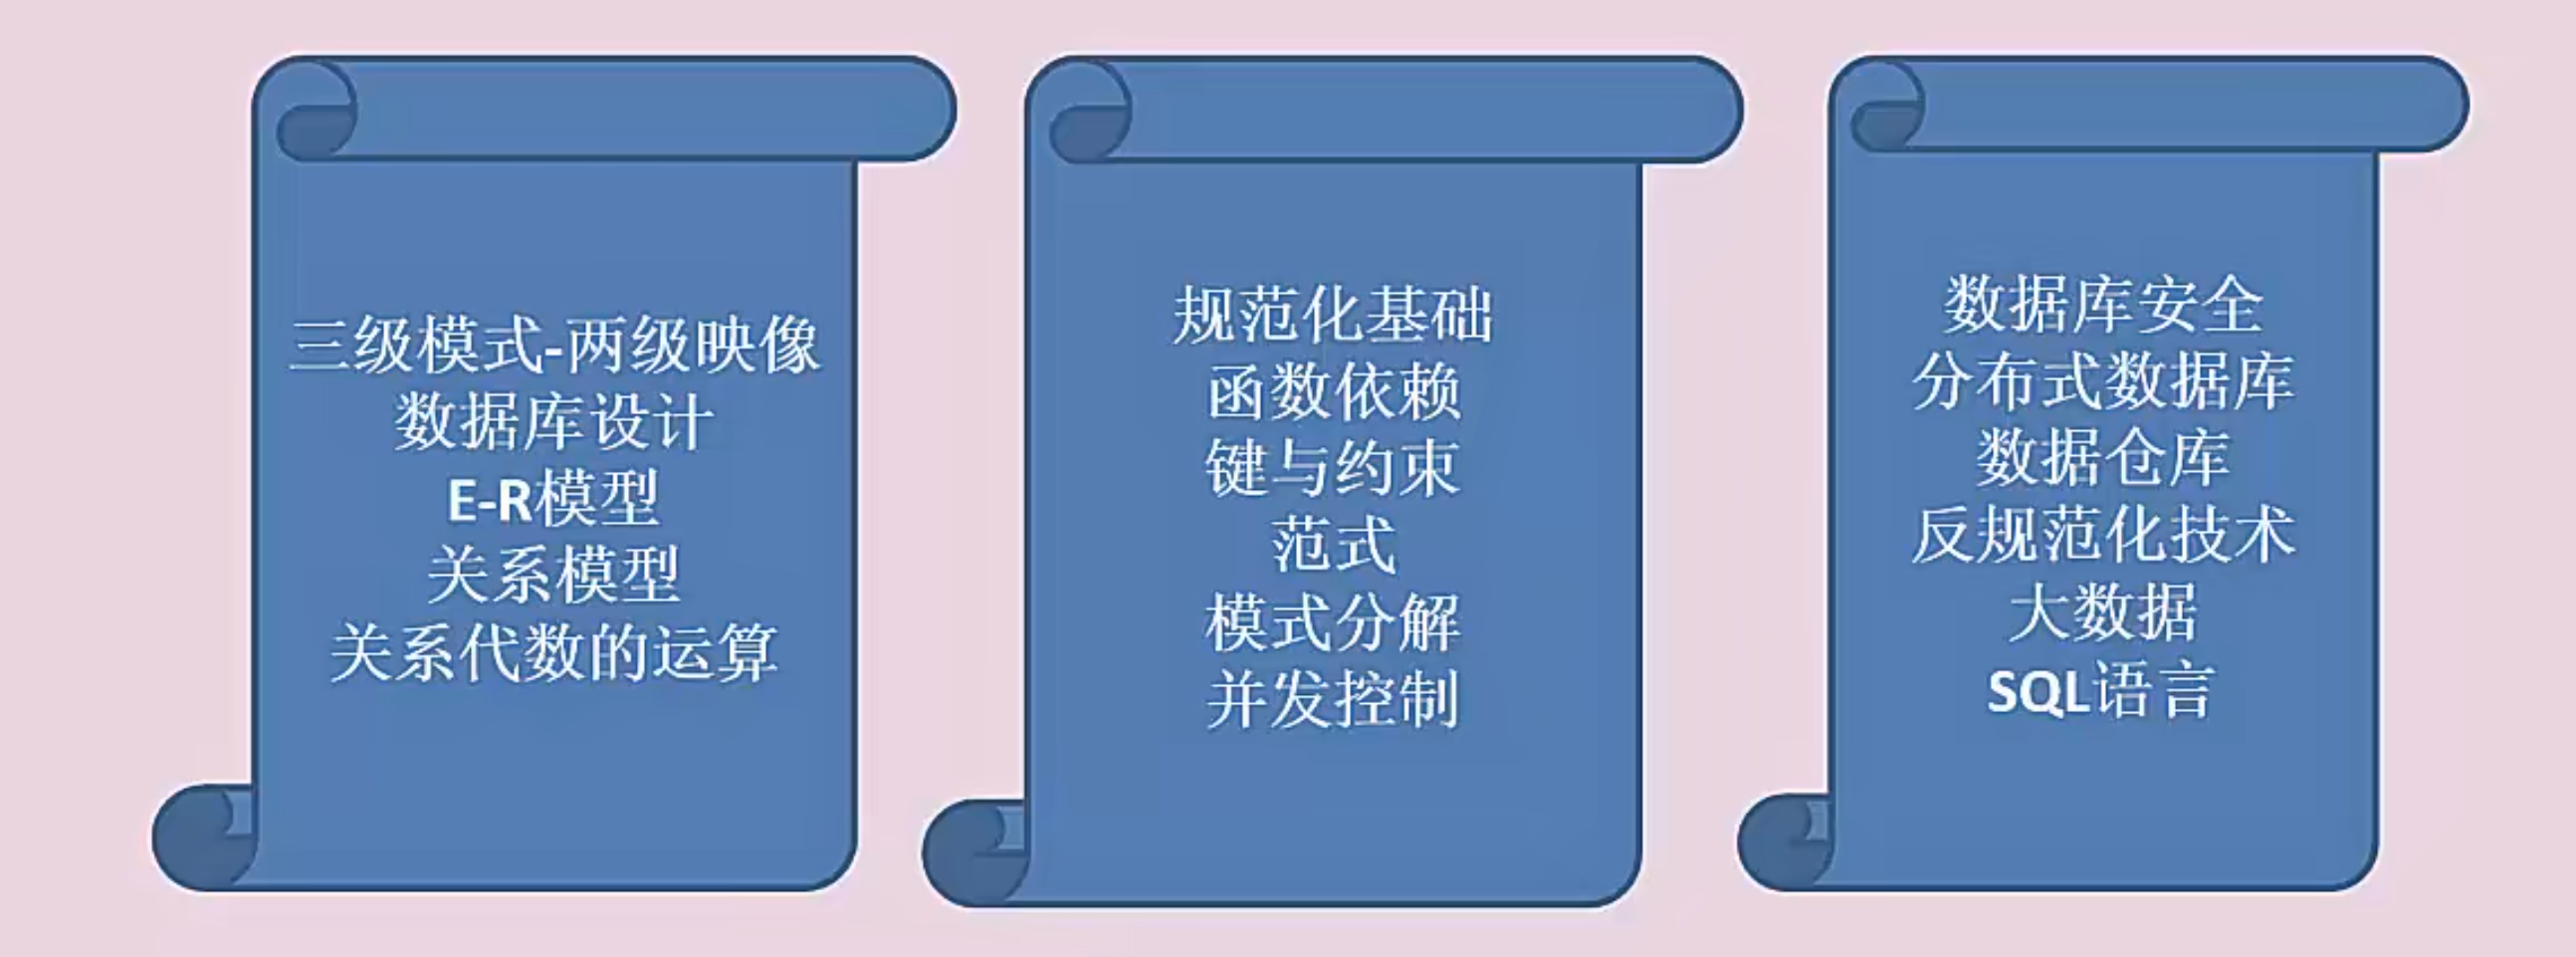 三级模式-两级映像
数据库设计
E-R模型
关系模型
关系代数的运算
规范化基础
函数依赖
键与约束
范式
模式分解
并发控制
数据库安全
分布式数据库
数据仓库
反规范化技术
大数据
SQL语言